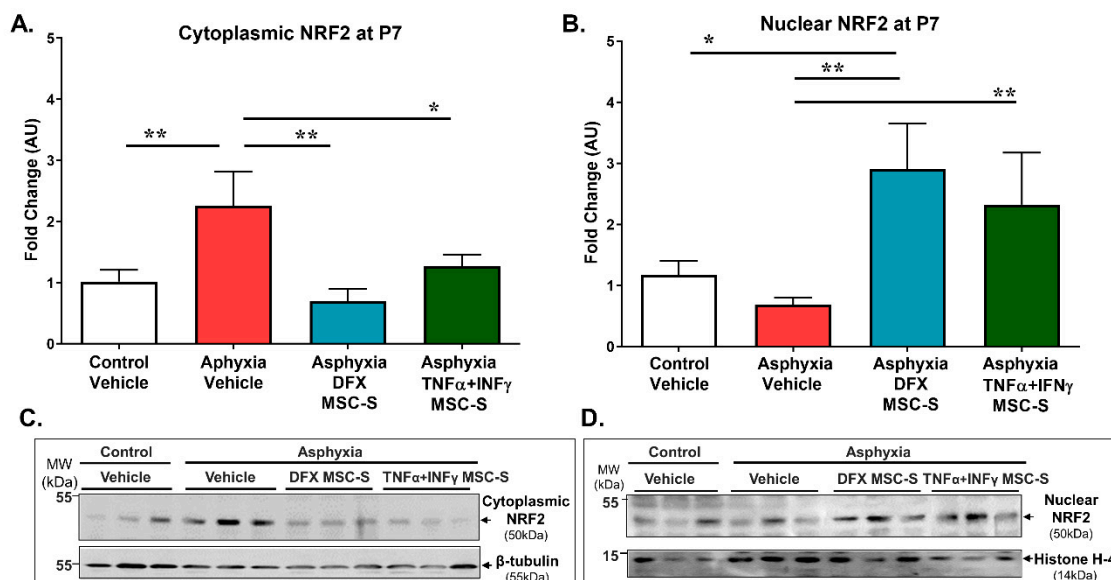 A.
Cytoplasmic NRF2 at P7
Fold Change (AU)
5
4
3
2
1
0
**
**
*
Control Vehicle
Aphyxia Vehicle
Asphyxia DFX MSC-S
Asphyxia TNFα+INFγ MSC-S
B.
Nuclear NRF2 at P7
Fold Change (AU)
5
4
3
2
1
0
*
**
**
Control Vehicle
Asphyxia Vehicle
Asphyxia DFX MSC-S
Asphyxia TNFα+IFNγ MSC-S
C.
MW (kDa)
Control
Asphyxia
Vehicle
Vehicle
DFX MSC-S
TNFα+INFγ MSC-S
55
Cytoplasmic
NRF2
(50kDa)
55
β-tubulin
(55kDa)
D.
MW (kDa)
Control
Asphyxia
Vehicle
Vehicle
DFX MSC-S
TNFα+INFγ MSC-S
55
Nuclear
NRF2
(50kDa)
15
Histone H-4
(14kDa)